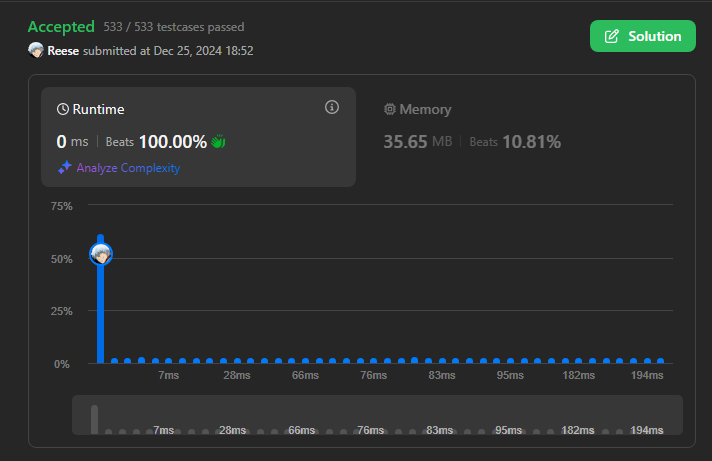 Accepted 533 / 533 testcases passed
Reese submitted at Dec 25, 2024 18:52
Solution
Runtime
0 ms | Beats 100.00%
Analyze Complexity
Memory
35.65 MB | Beats 10.81%
75%
50%
25%
0%
7ms 28ms 66ms 76ms 83ms 95ms 182ms 194ms
7ms 28ms 66ms 76ms 83ms 95ms 182ms 194ms